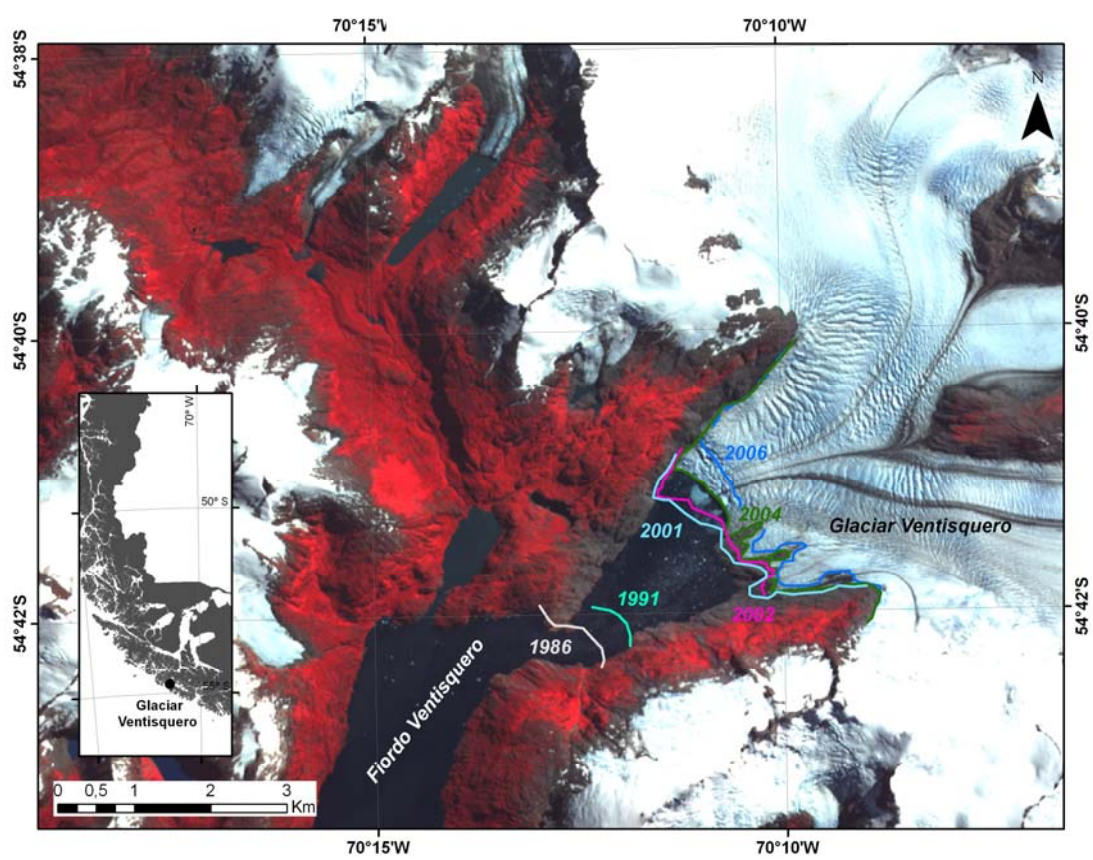 70°15'W
70°10'W
54°38'S
N
54°40'S
54°40'S
2006
2004
Glaciar Ventisquero
2001
1991
2002
54°42'S
54°42'S
1986
Fiordo Ventisquero
70° W
50° S
55° S
Glaciar
Ventisquero
0 0,5 1 2 3
Km
70°15'W
70°10'W